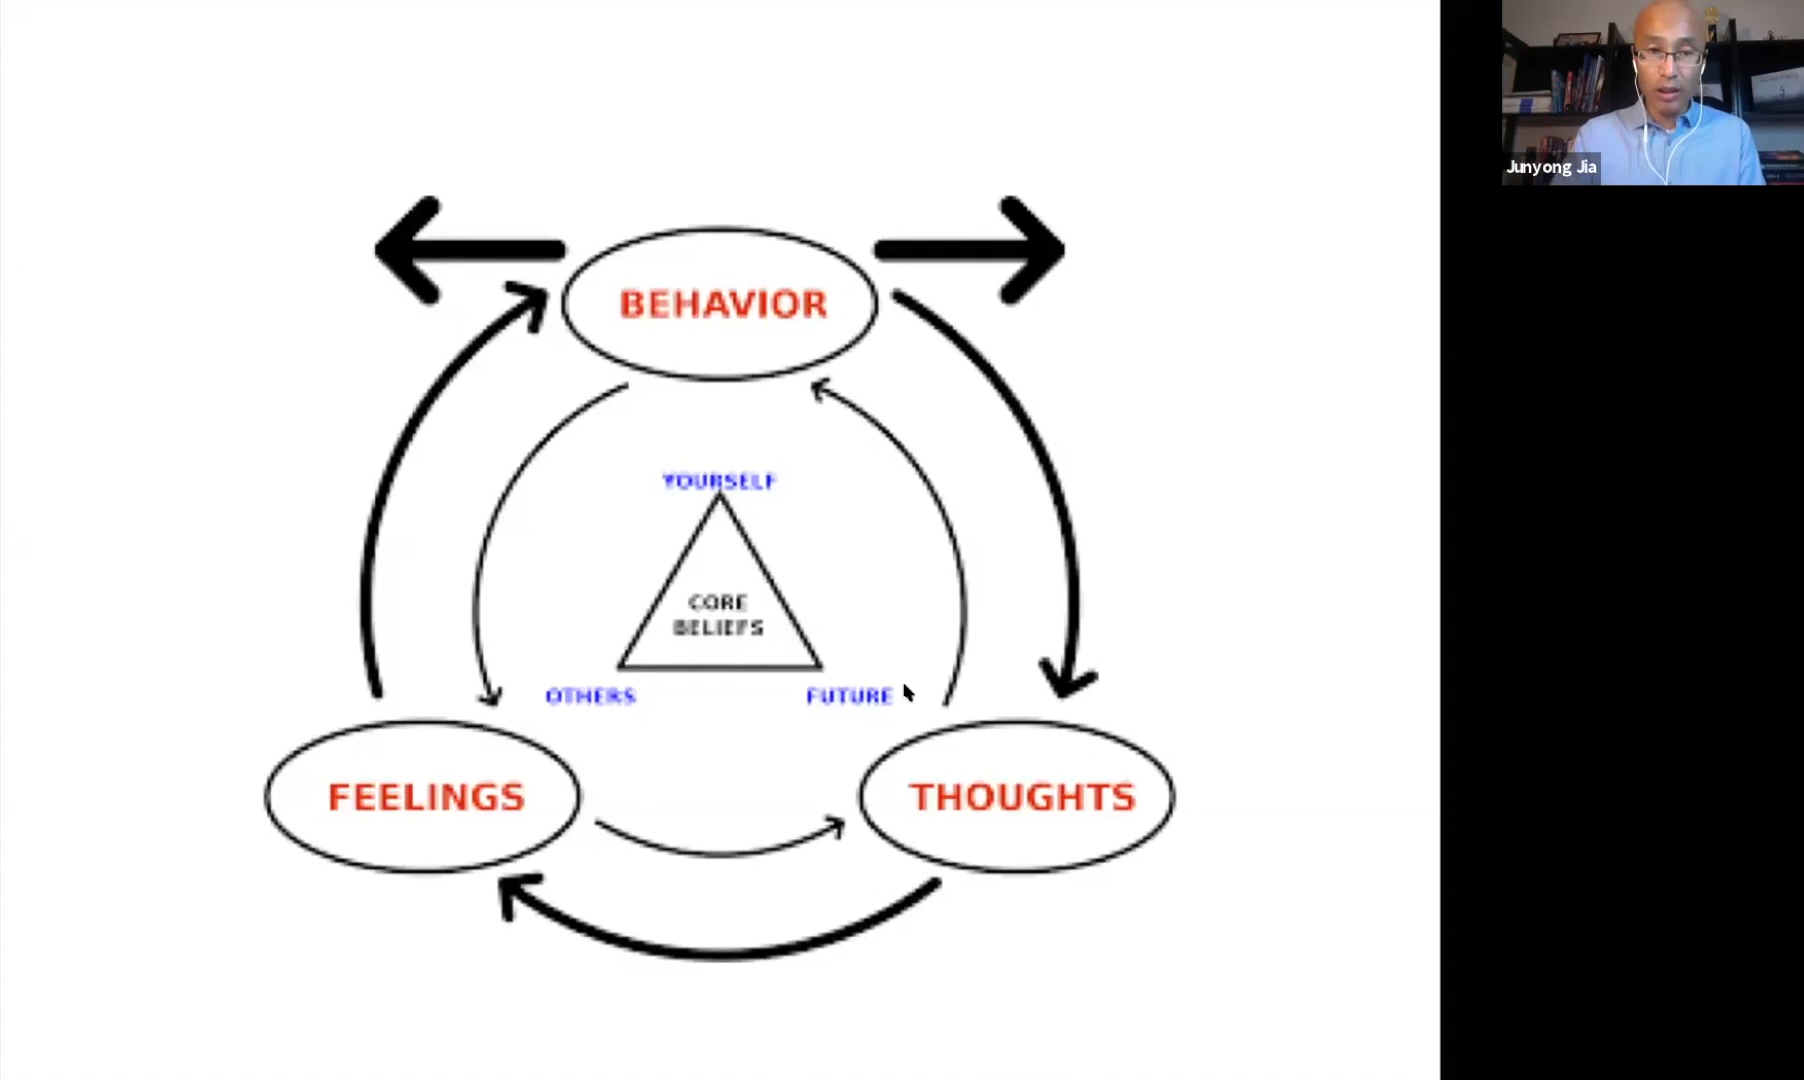 Junyong Jia
BEHAVIOR
YOURSELF
CORE
BELIEFS
OTHERS
FUTURE
FEELINGS
THOUGHTS